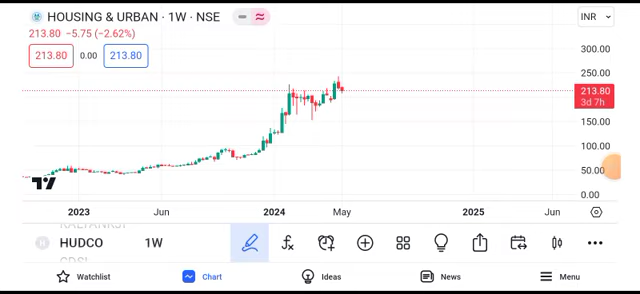 HOUSING & URBAN · 1W · NSE
INR
213.80 −5.75 (−2.62%)
213.80 0.00 213.80
300.00
250.00
213.80
3d 7h
150.00
100.00
50.00
0.00
2023 Jun 2024 May 2025 Jun
HUDCO 1W
Watchlist Chart Ideas News Menu